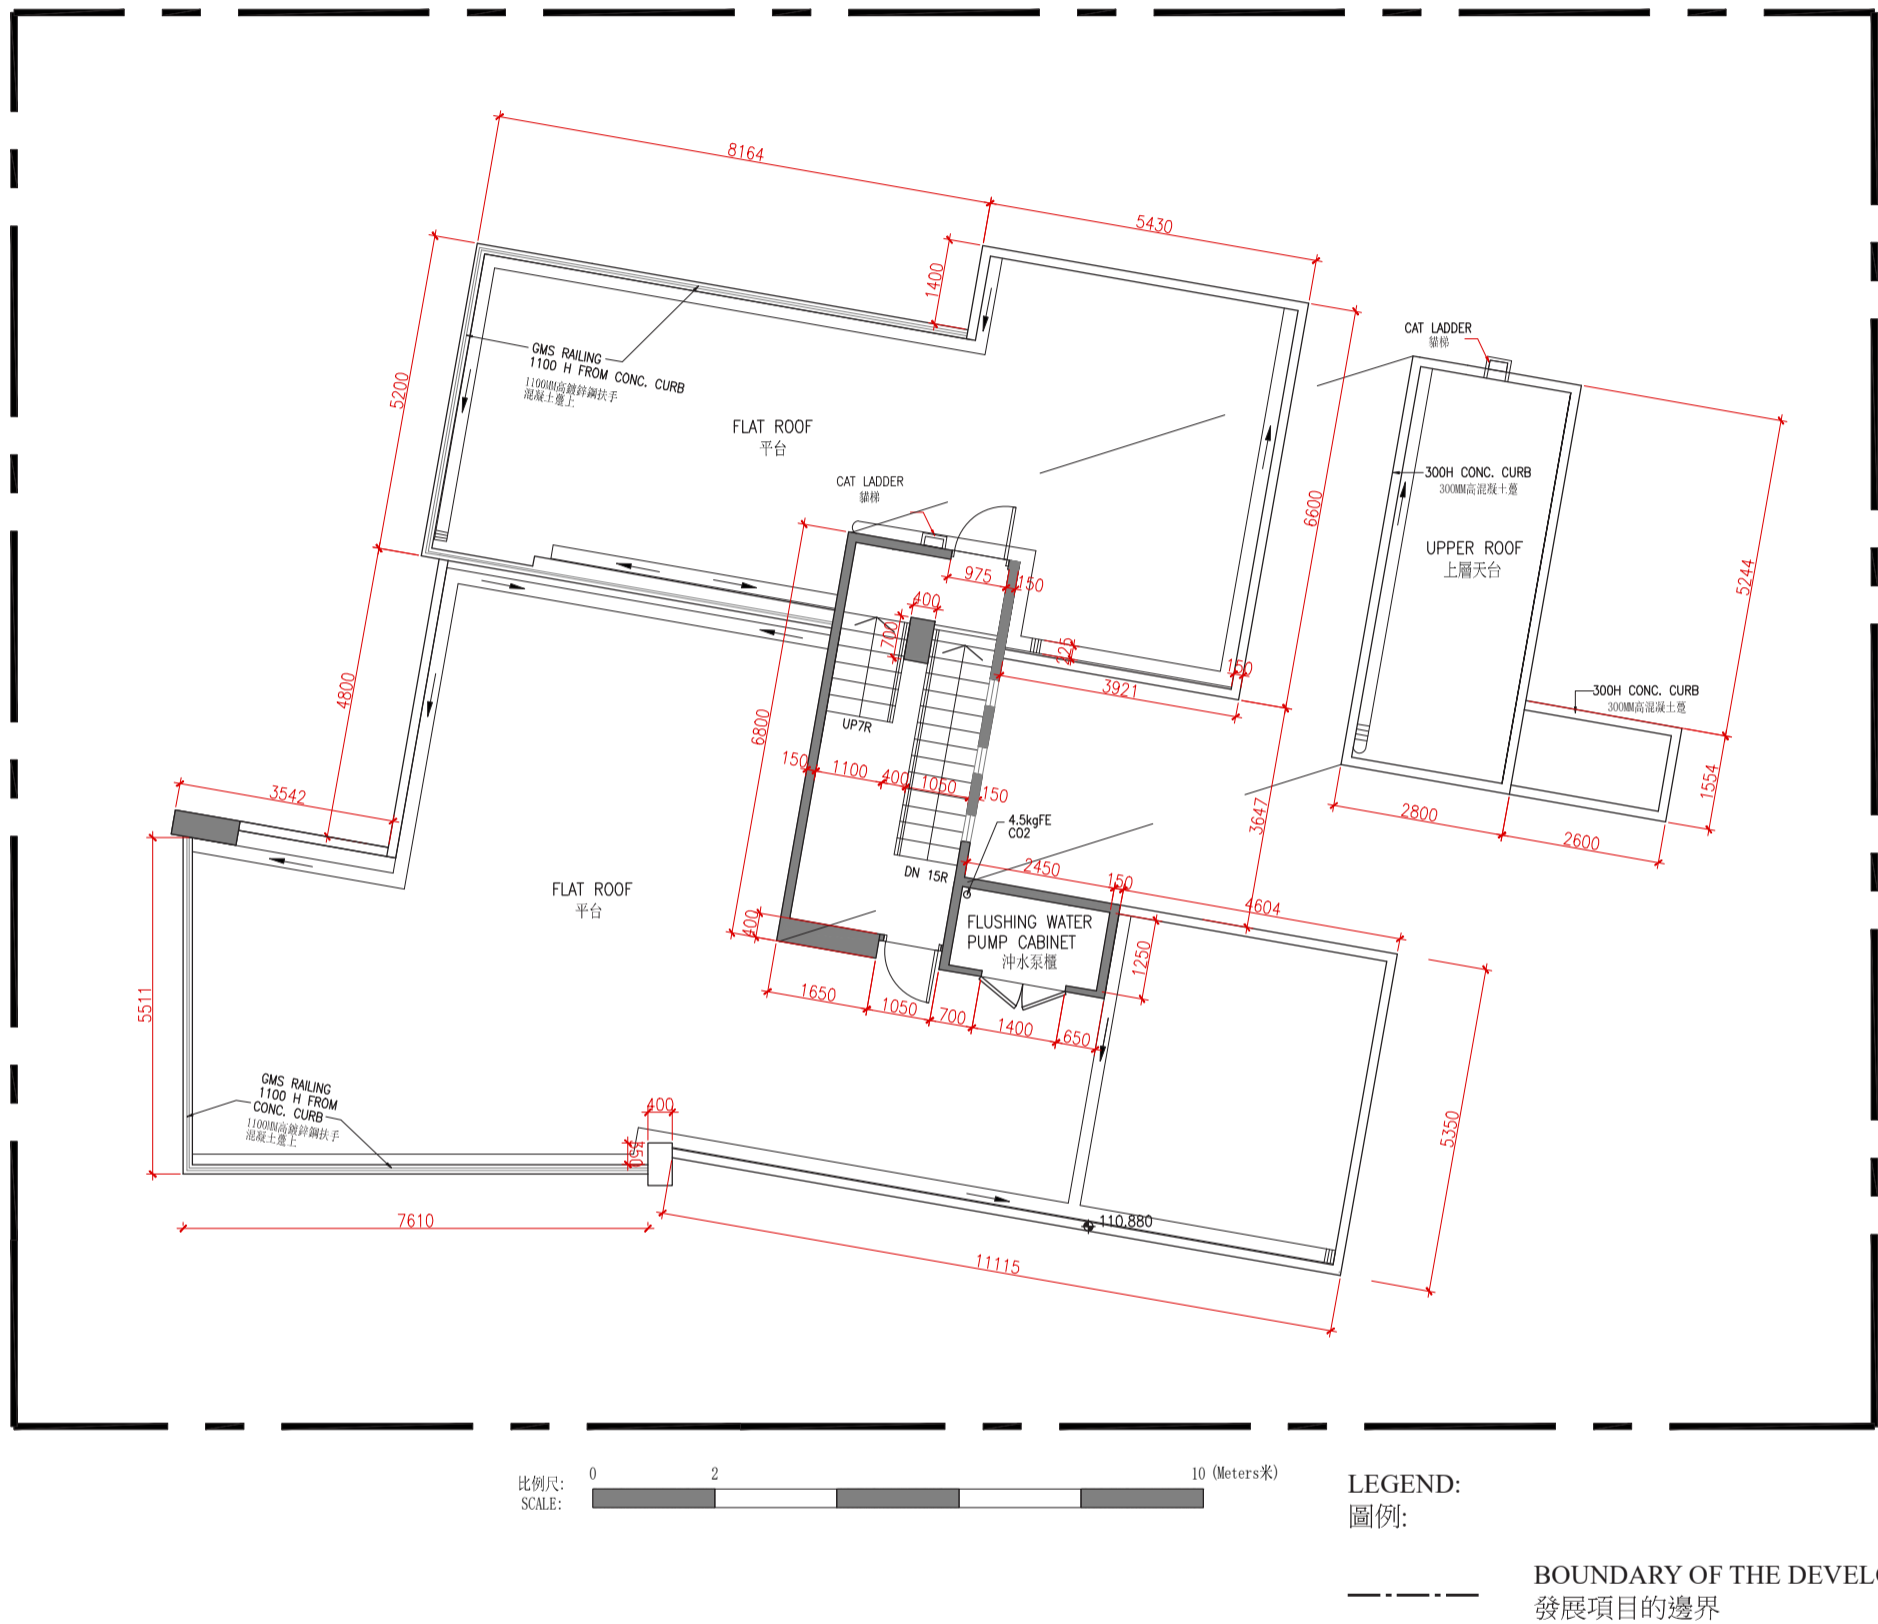 8164
5430
1400
5200
GMS RAILING
1100 H FROM CONC. CURB
1100MM高鍍鋅鋼扶手
混凝土躉上
FLAT ROOF
平台
CAT LADDER
貓梯
CAT LADDER
貓梯
300H CONC. CURB
300MM高混凝土躉
UPPER ROOF
上層天台
6600
5244
975
150
400
700
225
150
3921
4800
6800
UP7R
300H CONC. CURB
300MM高混凝土躉
150
1100
400
1050
150
3542
4.5kgFE
CO2
3647
2800
2600
1554
DN 15R
2450
150
4604
FLAT ROOF
平台
400
FLUSHING WATER
PUMP CABINET
沖水泵櫃
1250
1650
1050
700
1400
650
5511
5350
GMS RAILING
1100 H FROM
CONC. CURB
1100MM高鍍鋅鋼扶手
混凝土躉上
400
350
7610
110.880
11115
比例尺:
SCALE:
0 2 10 (Meters米)
LEGEND:
圖例:
BOUNDARY OF THE DEVEL
發展項目的邊界